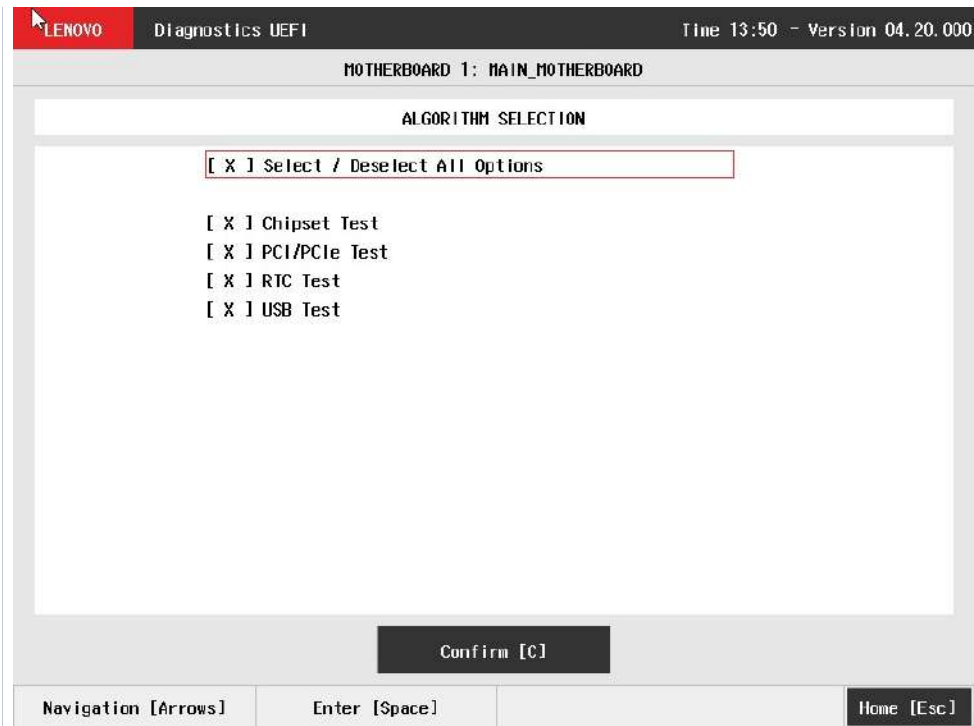 LENOVO Diagnostics UEFI Time 13:50 - Version 04.20.000
MOTHERBOARD 1: MAIN_MOTHERBOARD
ALGORITHM SELECTION
[ X ] Select / Deselect All Options
[ X ] Chipset Test
[ X ] PCI/PCIe Test
[ X ] RTC Test
[ X ] USB Test
Confirm [C]
Navigation [Arrows] Enter [Space] Home [Esc]